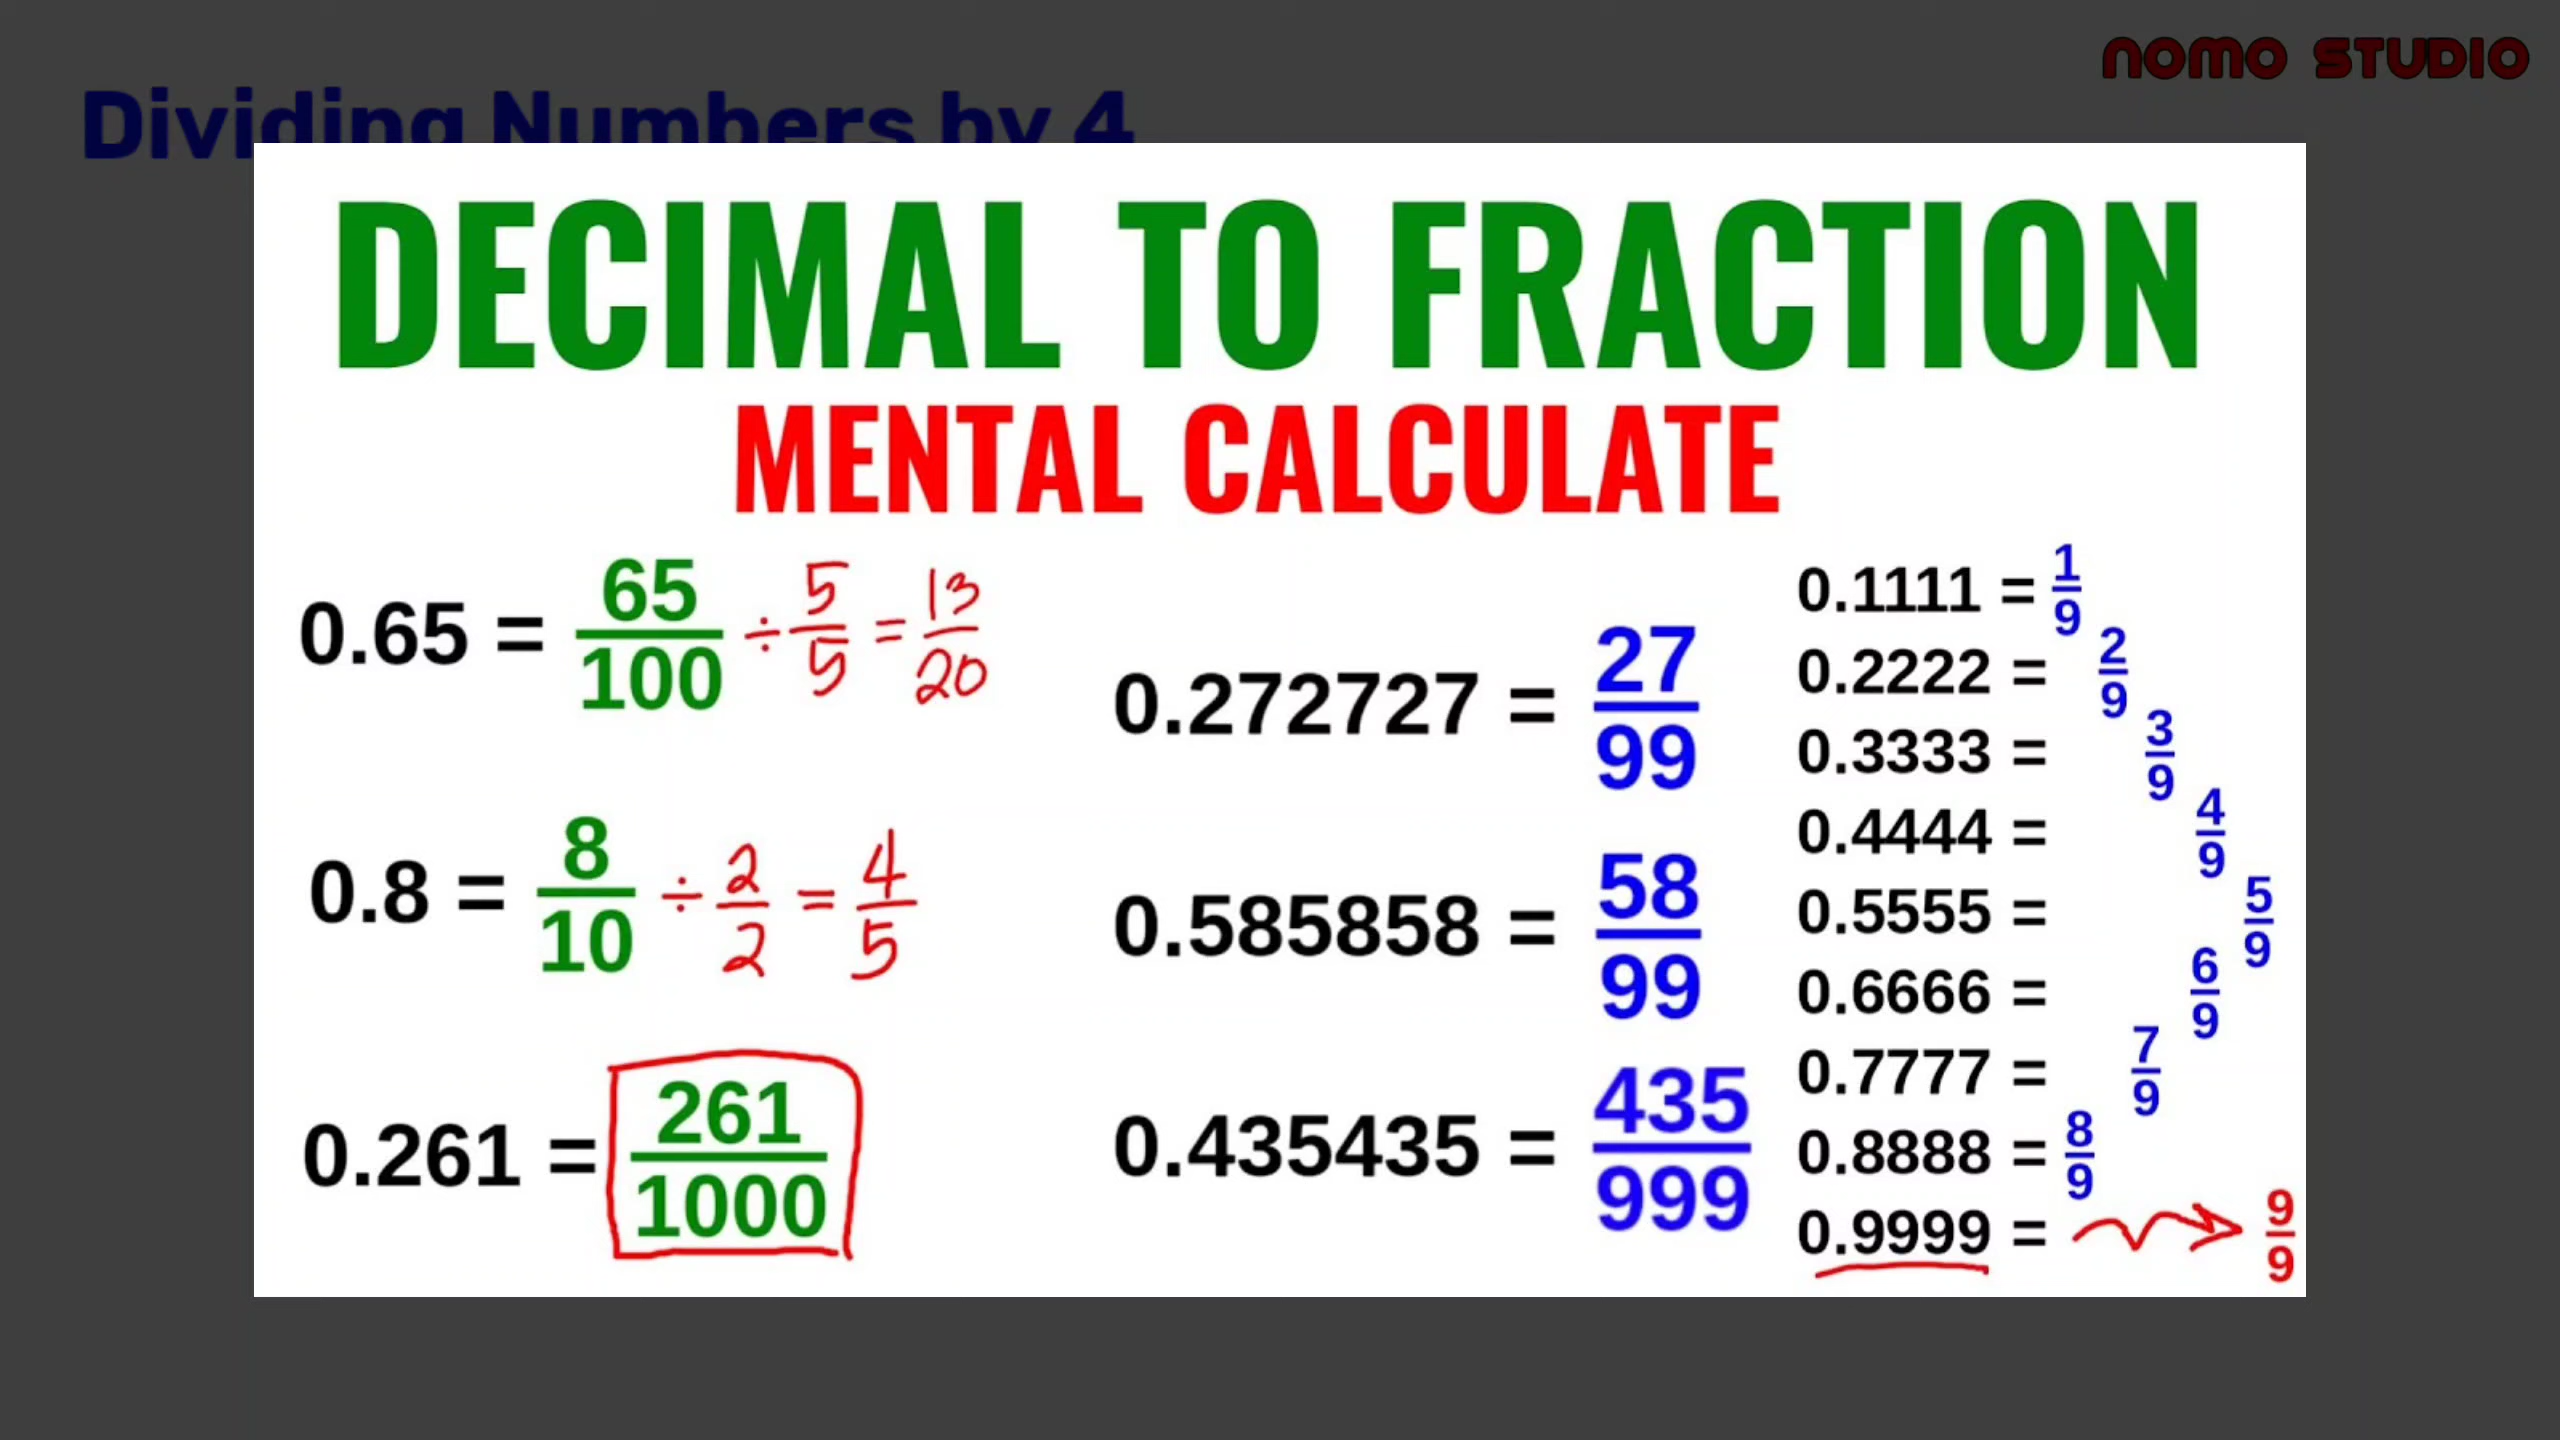 NOMO STUDIO
Dividing Numbers by 4
DECIMAL TO FRACTION
MENTAL CALCULATE
0.65 = 65/100 ÷ 5/5 = 13/20
0.8 = 8/10 ÷ 2/2 = 4/5
0.261 = 261/1000
0.272727 = 27/99
0.585858 = 58/99
0.435435 = 435/999
0.1111 = 1/9
0.2222 = 2/9
0.3333 = 3/9
0.4444 = 4/9
0.5555 = 5/9
0.6666 = 6/9
0.7777 = 7/9
0.8888 = 8/9
0.9999 = 9/9